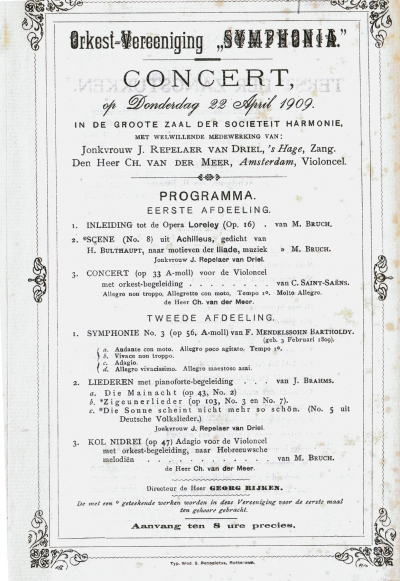 Orkest-Vereeniging „SYMPHONIA."
CONCERT,
op Donderdag 22 April 1909.
IN DE GROOTE ZAAL DER SOCIETEIT HARMONIE,
MET WELWILLENDE MEDEWERKING VAN:
Jonkvrouw J. REPELAER VAN DRIEL, 's Hage, Zang.
Den Heer CH. VAN DER MEER, Amsterdam, Violoncel.
PROGRAMMA.
EERSTE AFDEELING.
1. INLEIDING tot de Opera Loreley (Op. 16) . van M. BRUCH.
2. *SCENE (No. 8) uit Achilleus, gedicht van
H. BULTHAUPT, naar motieven der Iliade, muziek » M. BRUCH.
Jonkvrouw J. Repelaer van Driel.
3. CONCERT (op 33 A-moll) voor de Violoncel
met orkest-begeleiding . . . . . . . . van C. SAINT-SAËNS.
Allegro non troppo, Allegretto con moto, Tempo 1º. Molto Allegro.
de Heer Ch. van der Meer.
TWEEDE AFDEELING.
1. SYMPHONIE No. 3 (op 56, A-moll) van F. MENDELSSOHN BARTHOLDY
(geb. 3 Februari 1809).
a. Andante con moto. Allegro poco agitato. Tempo 1º.
b. Vivace non troppo.
c. Adagio.
d. Allegro vivacissimo. Allegro maestoso assai.
2. LIEDEREN met pianoforte-begeleiding . . . van J. BRAHMS.
a. Die Mainacht (op 43, No. 2)
b. *Zigeunerlieder (op 103, No. 3 en No. 7).
c. *Die Sonne scheint nicht mehr so schön. (No. 5 uit
Deutsche Volkslieder.)
Jonkvrouw J. Repelaer van Driel.
3. KOL NIDREI (op 47) Adagio voor de Violoncel
met orkest-begeleiding, naar Hebreeuwsche
melodiën . . . . . . . . . . . . van M. BRUCH.
de Heer Ch. van der Meer.
Directeur de Heer GEORG RIJKEN.
De met een * geteekende werken worden in deze Vereeniging voor de eerste maal
ten gehoore gebracht.
Aanvang ten 8 ure precies.
Typ. Wed. S. Benedictus, Rotterdam.